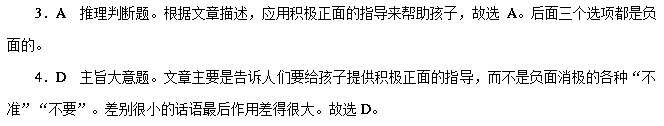 3．A 推理判断题。根据文章描述，应用积极正面的指导来帮助孩子，故选 A。后面三个选项都是负
面的。
4．D 主旨大意题。文章主要是告诉人们要给孩子提供积极正面的指导，而不是负面消极的各种“不
准”“不要”。差别很小的话语最后作用差得很大。故选 D。